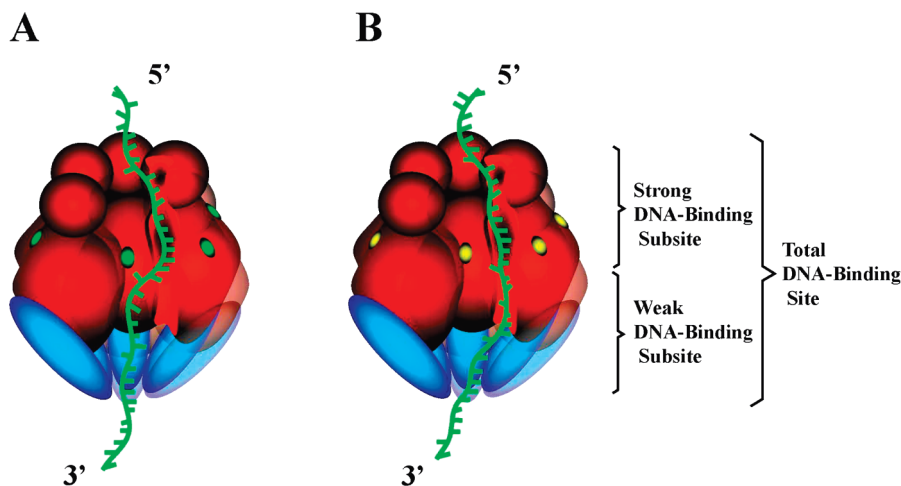 A
B
5’
5’
Strong
DNA-Binding
Subsite
Total
DNA-Binding
Site
Weak
DNA-Binding
Subsite
3’
3’